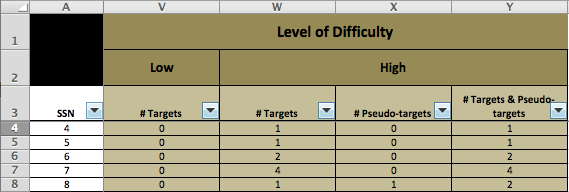 A V W X Y
1 Level of Difficulty
2 Low High
# Targets & Pseudo-
3 SSN # Targets # Targets # Pseudo-targets targets
4 4 0 1 0 1
5 5 0 1 0 1
6 6 0 2 0 2
7 7 0 4 0 4
8 8 0 1 1 2